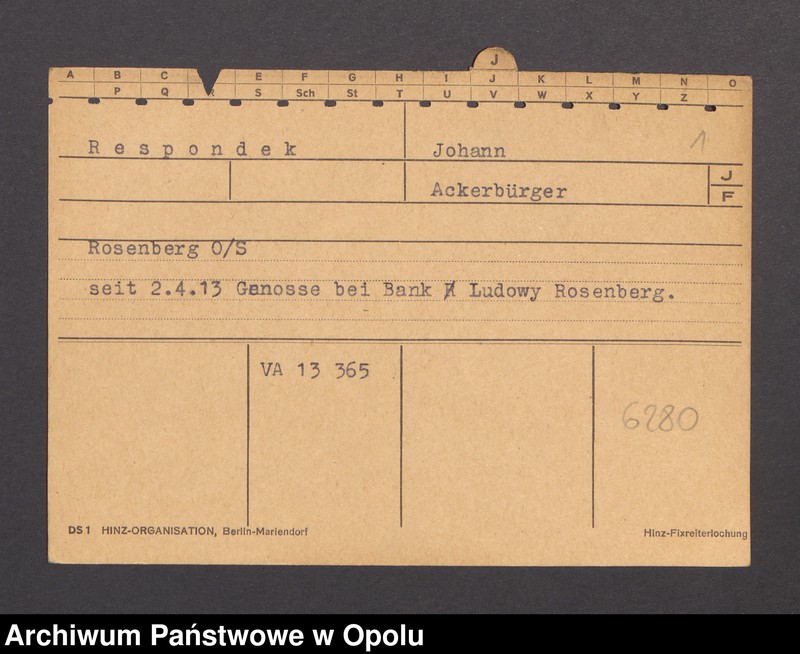 J
A B C E F G H I J K L M N O
P Q R S Sch St T U V W X Y Z
Respondek Johann 1
Ackerbürger J
F
Rosenberg O/S
seit 2.4.13 Genosse bei Bank Ludowy Rosenberg.
VA 13 365
6280
DS 1 HINZ-ORGANISATION, Berlin-Mariendorf Hinz-Fixreiterlochung
Archiwum Państwowe w Opolu